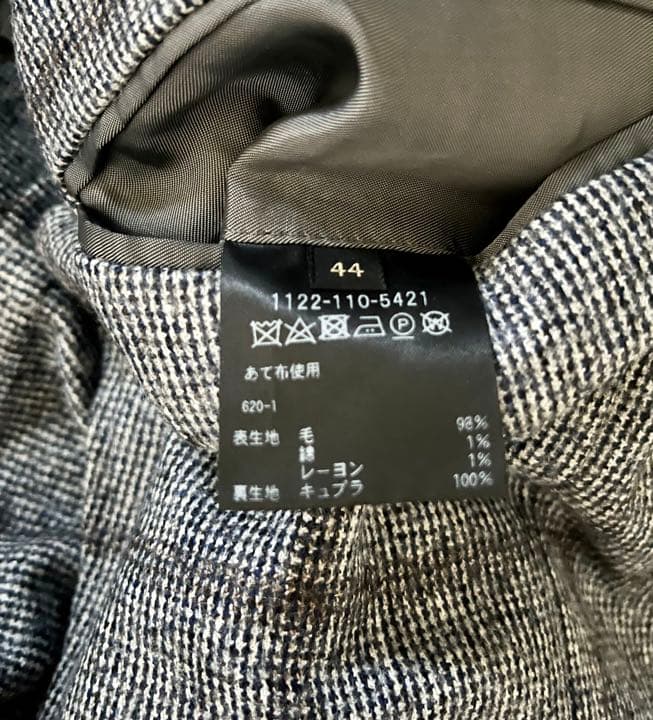 44
1122-110-5421
P W
あて布使用
620-1
表生地 毛 98%
綿 1%
レーヨン 1%
裏生地 キュプラ 100%